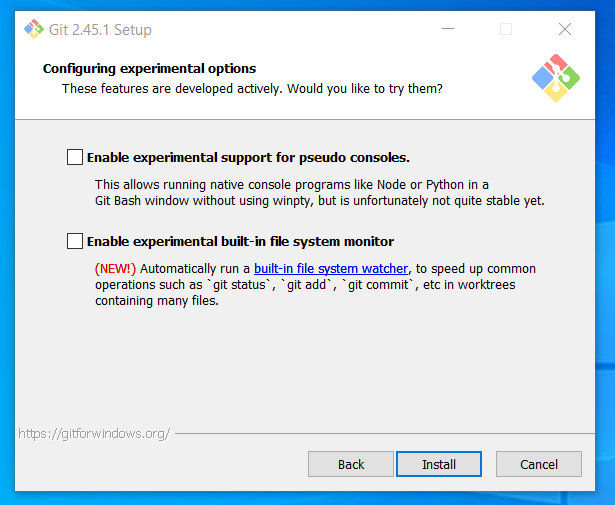 Git 2.45.1 Setup
Configuring experimental options
These features are developed actively. Would you like to try them?
Enable experimental support for pseudo consoles.
This allows running native console programs like Node or Python in a
Git Bash window without using winpty, but is unfortunately not quite stable yet.
Enable experimental built-in file system monitor
(NEW!) Automatically run a built-in file system watcher, to speed up common
operations such as `git status`, `git add`, `git commit`, etc in worktrees
containing many files.
https://gitforwindows.org/
Back Install Cancel